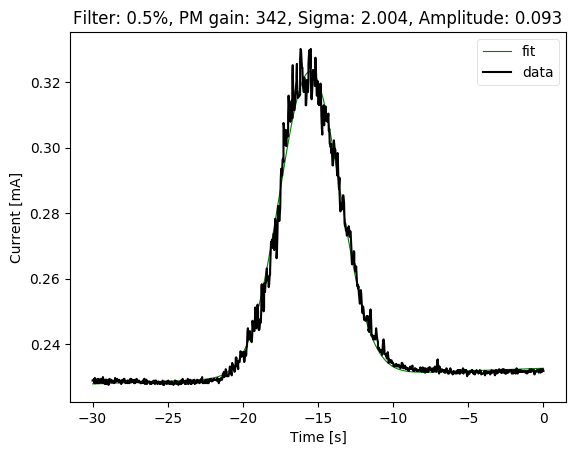 Filter: 0.5%, PM gain: 342, Sigma: 2.004, Amplitude: 0.093
fit
data
0.32
0.30
0.28
0.26
0.24
Current [mA]
−30
−25
−20
−15
−10
−5
0
Time [s]